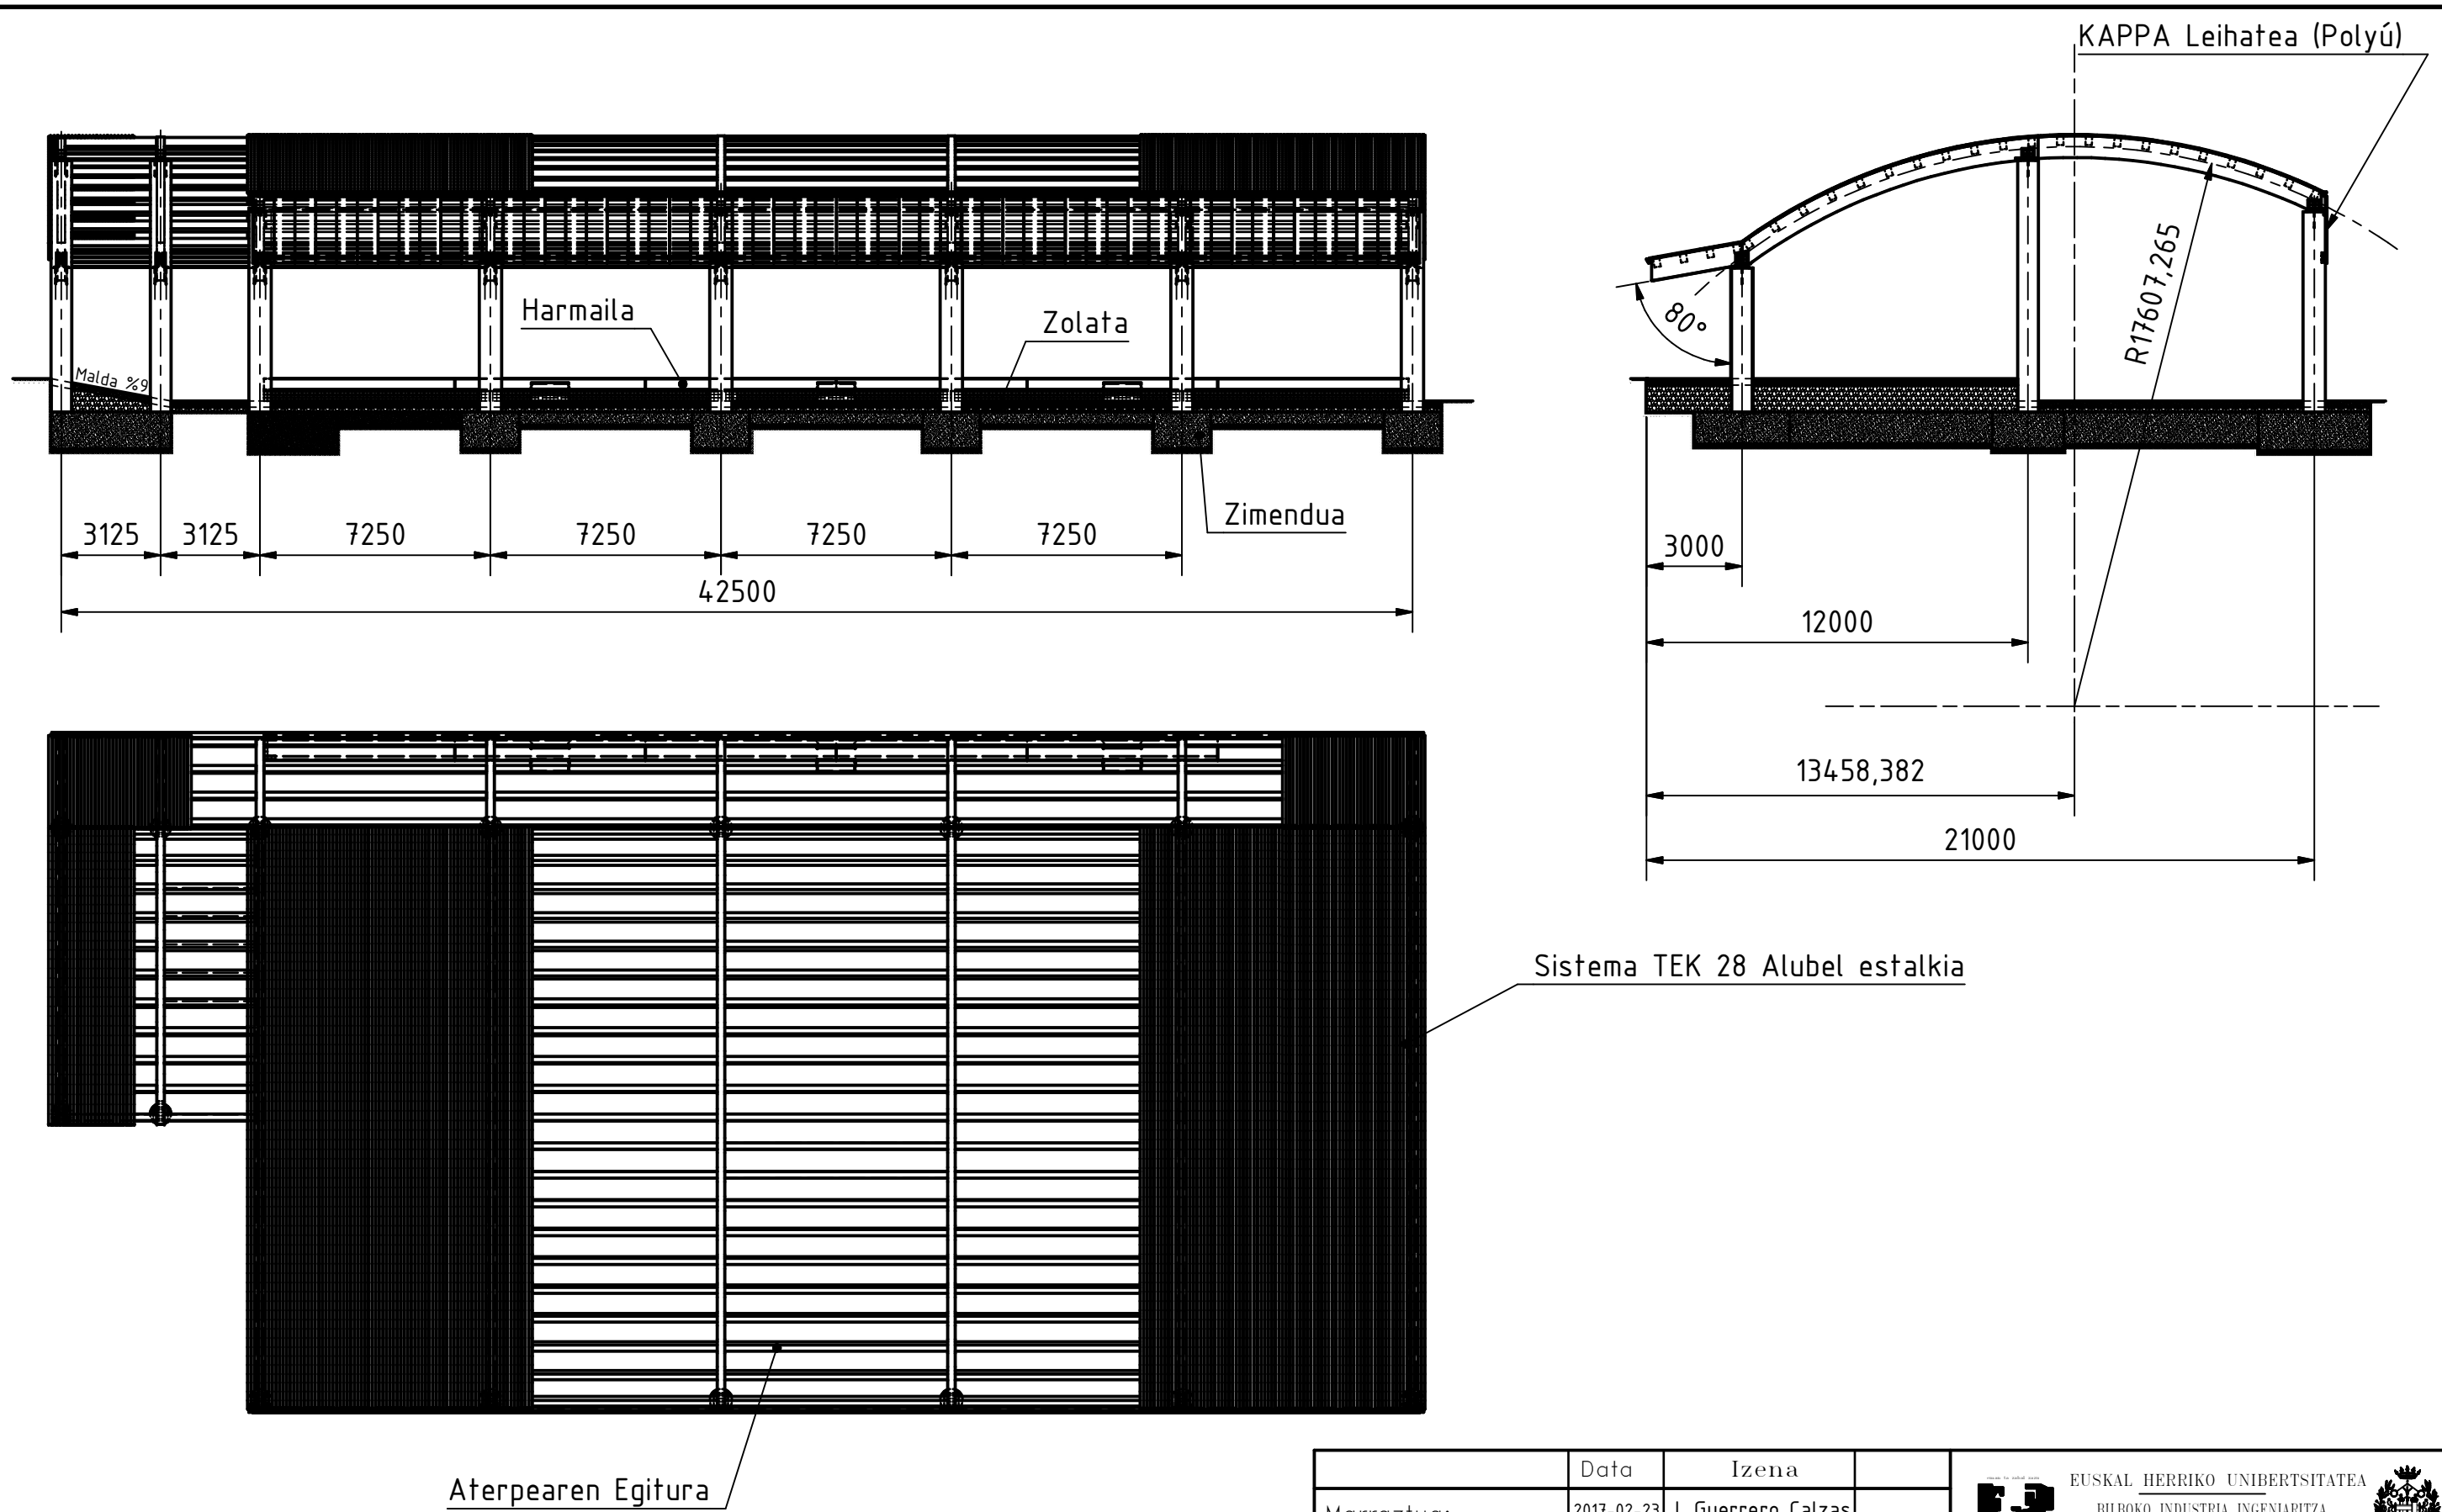 KAPPA Leihatea (Polyú)
Harmaila
Zolata
Malda %9
Zimendua
3125
3125
7250
7250
7250
7250
42500
80°
R17607,265
3000
12000
13458,382
21000
Sistema TEK 28 Alubel estalkia
Aterpearen Egitura
Data
Izena
Marraztua:
2017-02-23
I. Guerrero Calzas
EUSKAL HERRIKO UNIBERTSITATEA
BILBOKO INDUSTRIA INGENIARITZA